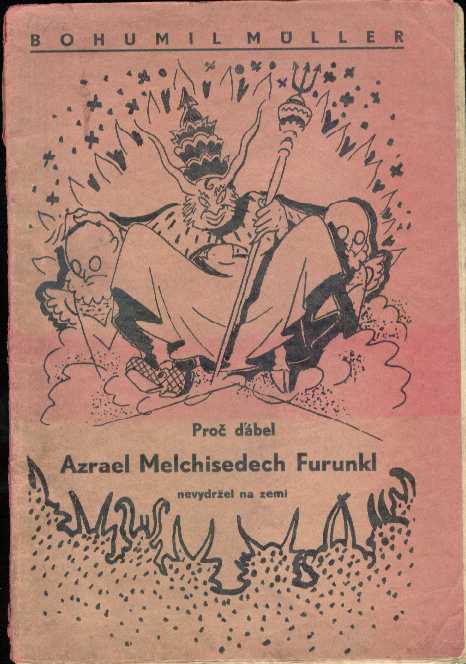 BOHUMIL MÜLLER
Proč ďábel
Azrael Melchisedech Furunkl
nevydržel na zemi